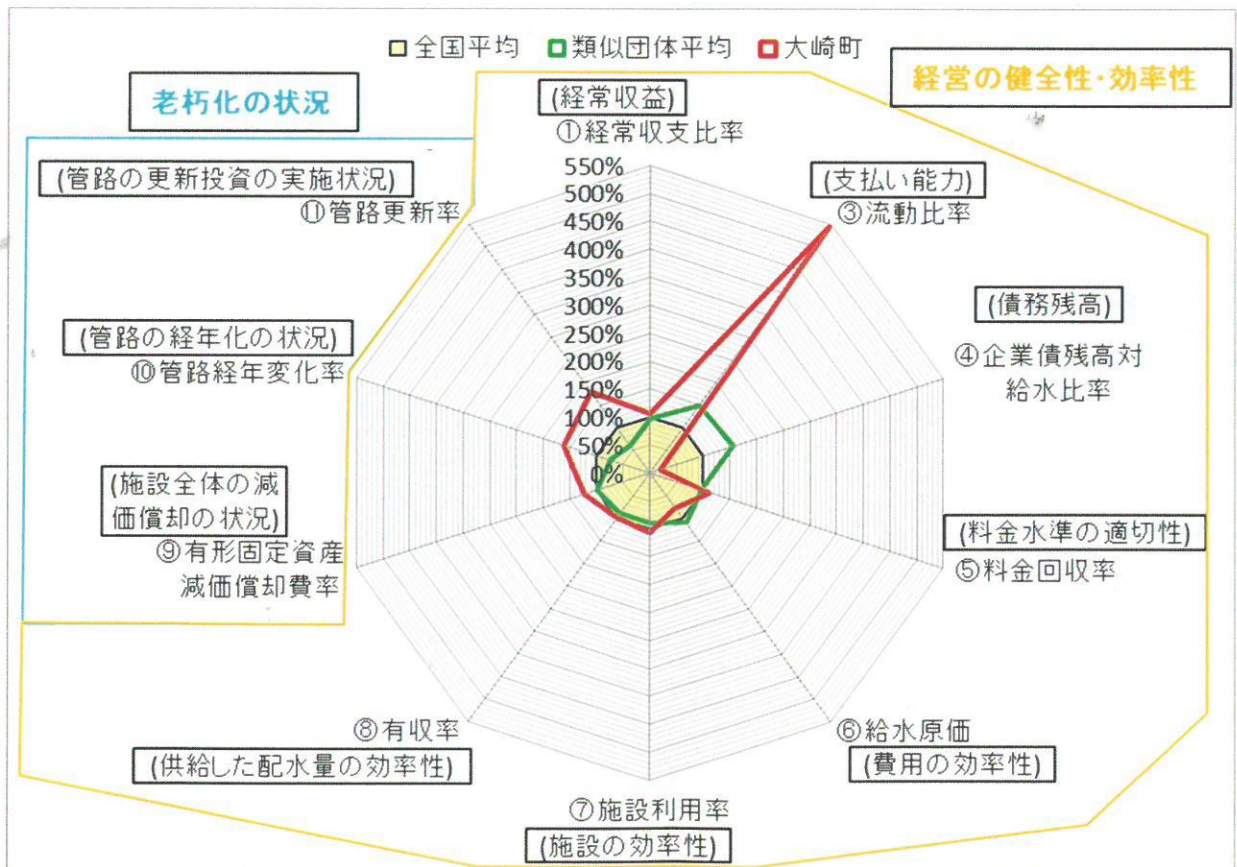 全国平均 類似団体平均 大崎町
老朽化の状況
経営の健全性・効率性
(経常収益)
①経常収支比率
(管路の更新投資の実施状況)
⑪管路更新率
(支払い能力)
③流動比率
550%
500%
450%
400%
350%
300%
250%
200%
150%
100%
50%
0%
(債務残高)
④企業債残高対
給水比率
(管路の経年化の状況)
⑩管路経年変化率
(施設全体の減
価償却の状況)
⑨有形固定資産
減価償却費率
(料金水準の適切性)
⑤料金回収率
⑧有収率
(供給した配水量の効率性)
⑥給水原価
(費用の効率性)
⑦施設利用率
(施設の効率性)